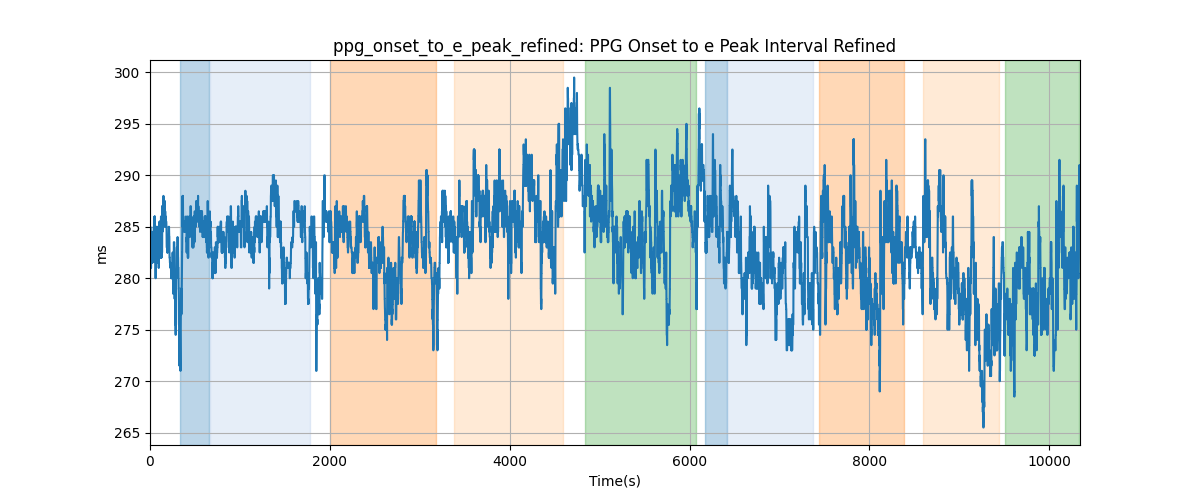 ppg_onset_to_e_peak_refined: PPG Onset to e Peak Interval Refined
300
295
290
285
280
275
270
265
ms
0 2000 4000 6000 8000 10000
Time(s)